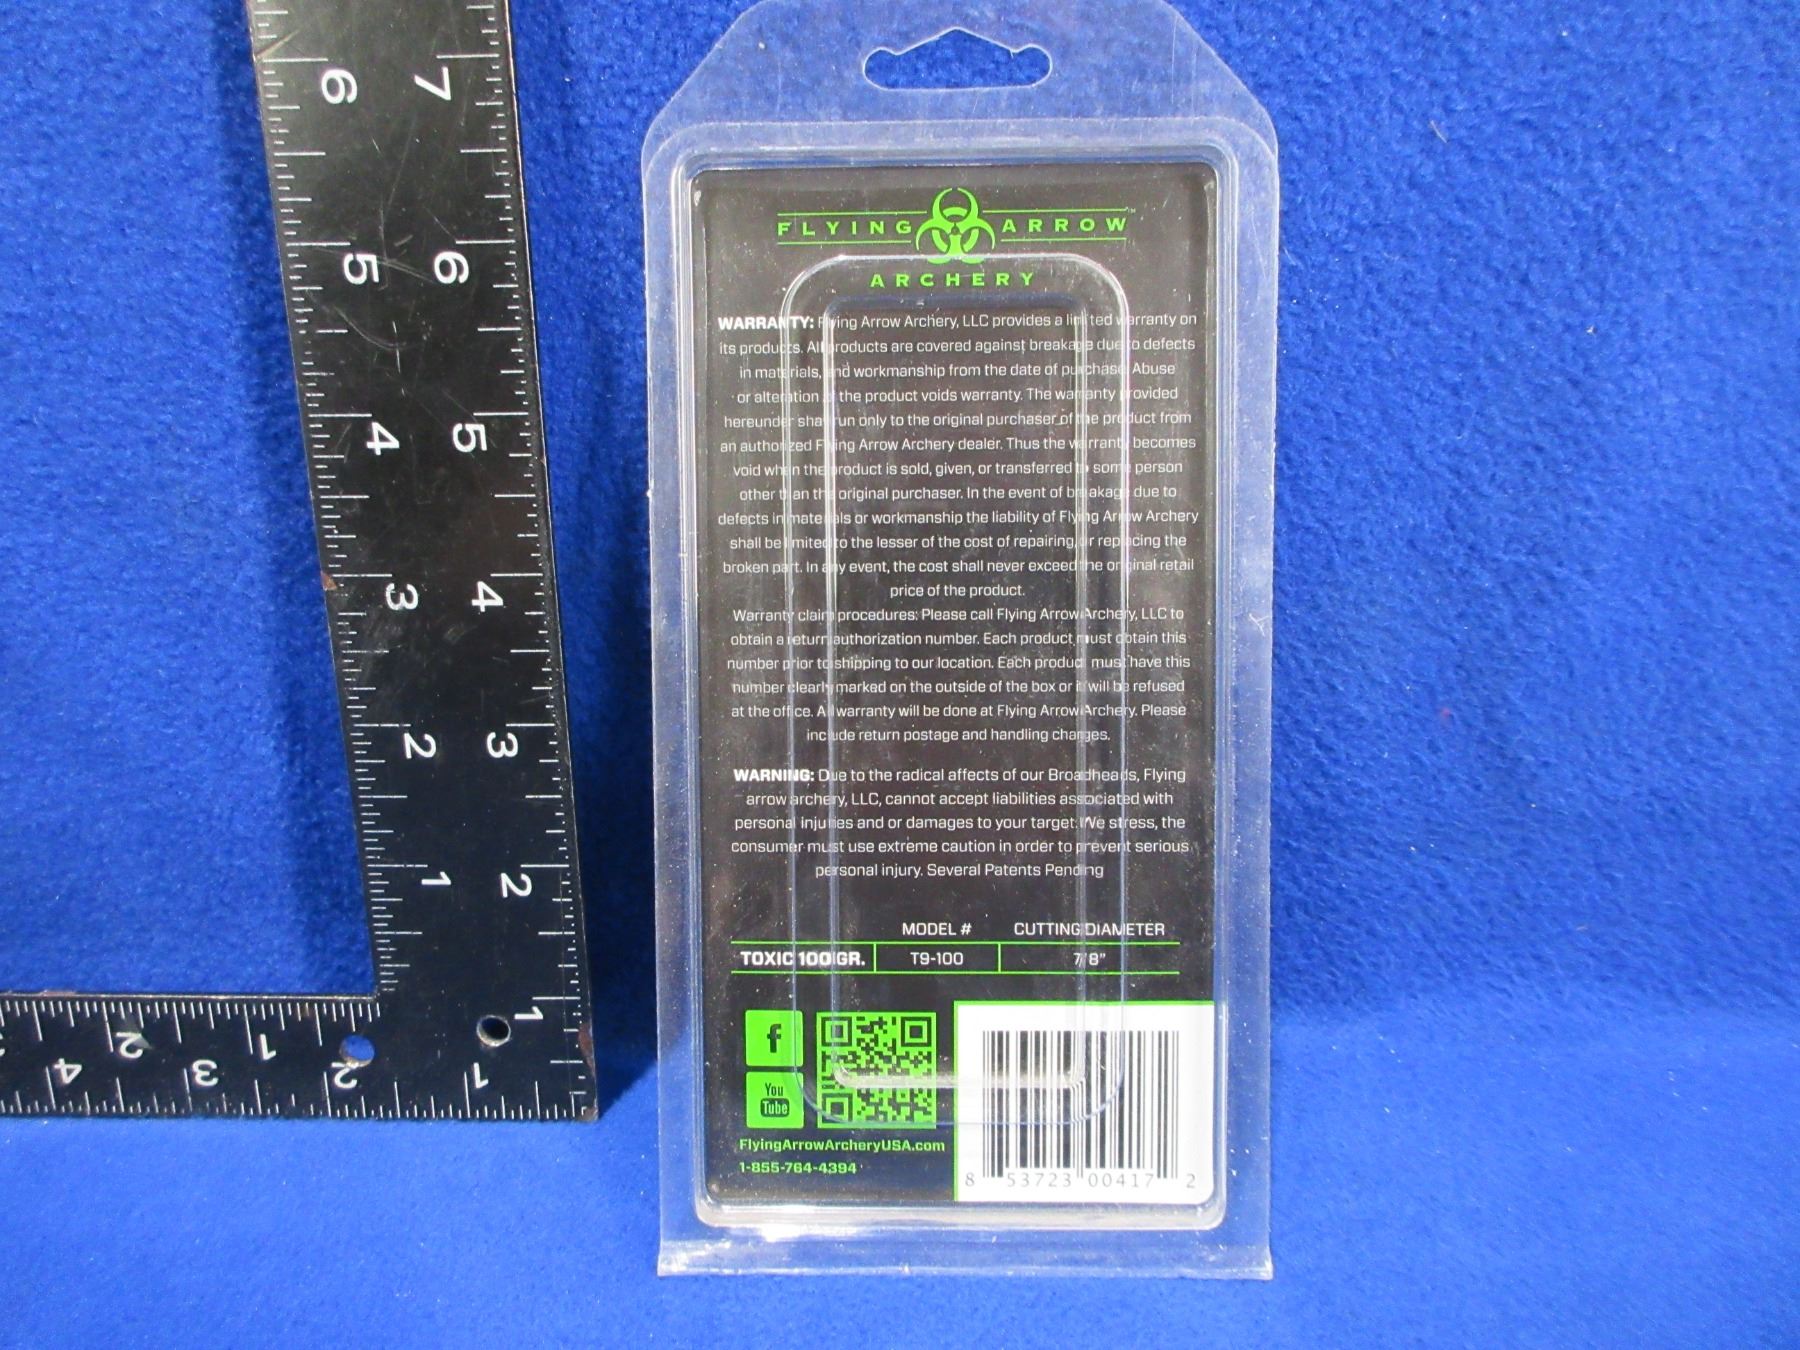 FLYING ARROW™
ARCHERY
WARRANTY: Flying Arrow Archery, LLC provides a limited warranty on
its products. All products are covered against breakage due to defects
in materials, and workmanship from the date of purchase. Abuse
or alteration of the product voids warranty. The warranty provided
hereunder shall run only to the original purchaser of the product from
an authorized Flying Arrow Archery dealer. Thus the warranty becomes
void when the product is sold, given, or transferred to some person
other than the original purchaser. In the event of breakage due to
defects in materials or workmanship the liability of Flying Arrow Archery
shall be limited to the lesser of the cost of repairing, or replacing the
broken part. In any event, the cost shall never exceed the original retail
price of the product.
Warranty claim procedures: Please call Flying Arrow Archery, LLC to
obtain a return authorization number. Each product must obtain this
number prior to shipping to our location. Each product must have this
number clearly marked on the outside of the box or it will be refused
at the office. All warranty will be done at Flying Arrow Archery. Please
include return postage and handling charges.
WARNING: Due to the radical affects of our Broadheads, Flying
arrow archery, LLC, cannot accept liabilities associated with
personal injuries and or damages to your target. We stress, the
consumer must use extreme caution in order to prevent serious
personal injury. Several Patents Pending
MODEL # CUTTING DIAMETER
TOXIC 100 GR. T9-100 7/8"
f
You
Tube
FlyingArrowArcheryUSA.com
1-855-764-4394
8 53723 00417 2
6 7
5 6
4 5
3 4
2 3
1 2
1
2 1
4 3 2 1